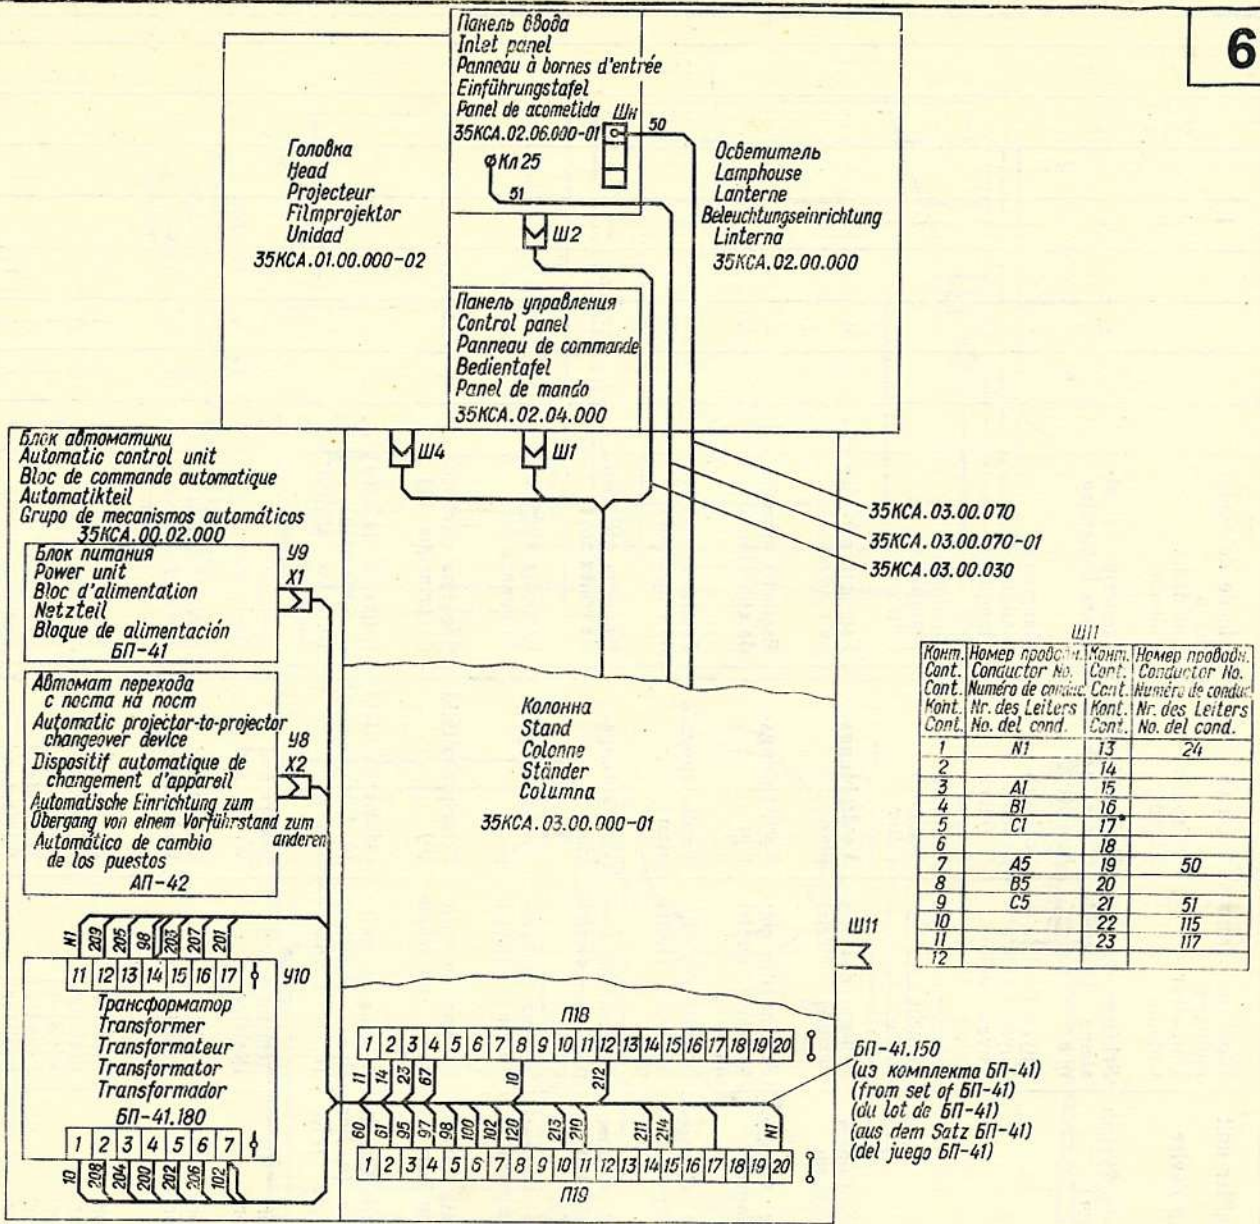 6
Панель ввода
Inlet panel
Panneau à bornes d'entrée
Einführungstafel
Panel de acometida
35КСА.02.06.000-01
Шн
50
Кл 25
51
Ш2
Головка
Head
Projecteur
Filmprojektor
Unidad
35КСА.01.00.000-02
Осветитель
Lamphouse
Lanterne
Beleuchtungseinrichtung
Linterna
35КСА.02.00.000
Панель управления
Control panel
Panneau de commande
Bedientafel
Panel de mando
35КСА.02.04.000
Ш4
Ш1
Блок автоматики
Automatic control unit
Bloc de commande automatique
Automatikteil
Grupo de mecanismos automáticos
35КСА.00.02.000
Блок питания
Power unit
Bloc d'alimentation
Netzteil
Bloque de alimentación
БП-41
У9
X1
Автомат перехода
с поста на пост
Automatic projector-to-projector
changeover device
Dispositif automatique de
changement d'appareil
Automatische Einrichtung zum
Übergang von einem Vorführstand zum
anderen
Automático de cambio
de los puestos
АП-42
У8
X2
35КСА.03.00.070
35КСА.03.00.070-01
35КСА.03.00.030
Колонна
Stand
Colonne
Ständer
Columna
35КСА.03.00.000-01
Ш11
Ш11
Конт. Номер проводн. Конт. Номер проводн.
Cont. Conductor No. Cont. Conductor No.
Cont. Numéro de conduc. Cont. Numéro de conduc.
Kont. Nr. des Leiters Kont. Nr. des Leiters
Cont. No. del cond. Cont. No. del cond.
1 N1 13 24
2 14
3 A1 15
4 B1 16
5 C1 17
6 18
7 A5 19 50
8 B5 20
9 C5 21 51
10 22 115
11 23 117
12
N1 209 205 98 203 207 201
11 12 13 14 15 16 17
У10
Трансформатор
Transformer
Transformateur
Transformator
Transformador
БП-41.180
1 2 3 4 5 6 7
10 208 204 200 202 206 102
П18
1 2 3 4 5 6 7 8 9 10 11 12 13 14 15 16 17 18 19 20
11 14 23 67 10 212
60 61 95 97 98 100 102 120 213 210 211 214 N1
1 2 3 4 5 6 7 8 9 10 11 12 13 14 15 16 17 18 19 20
П19
БП-41.150
(из комплекта БП-41)
(from set of БП-41)
(du lot de БП-41)
(aus dem Satz БП-41)
(del juego БП-41)